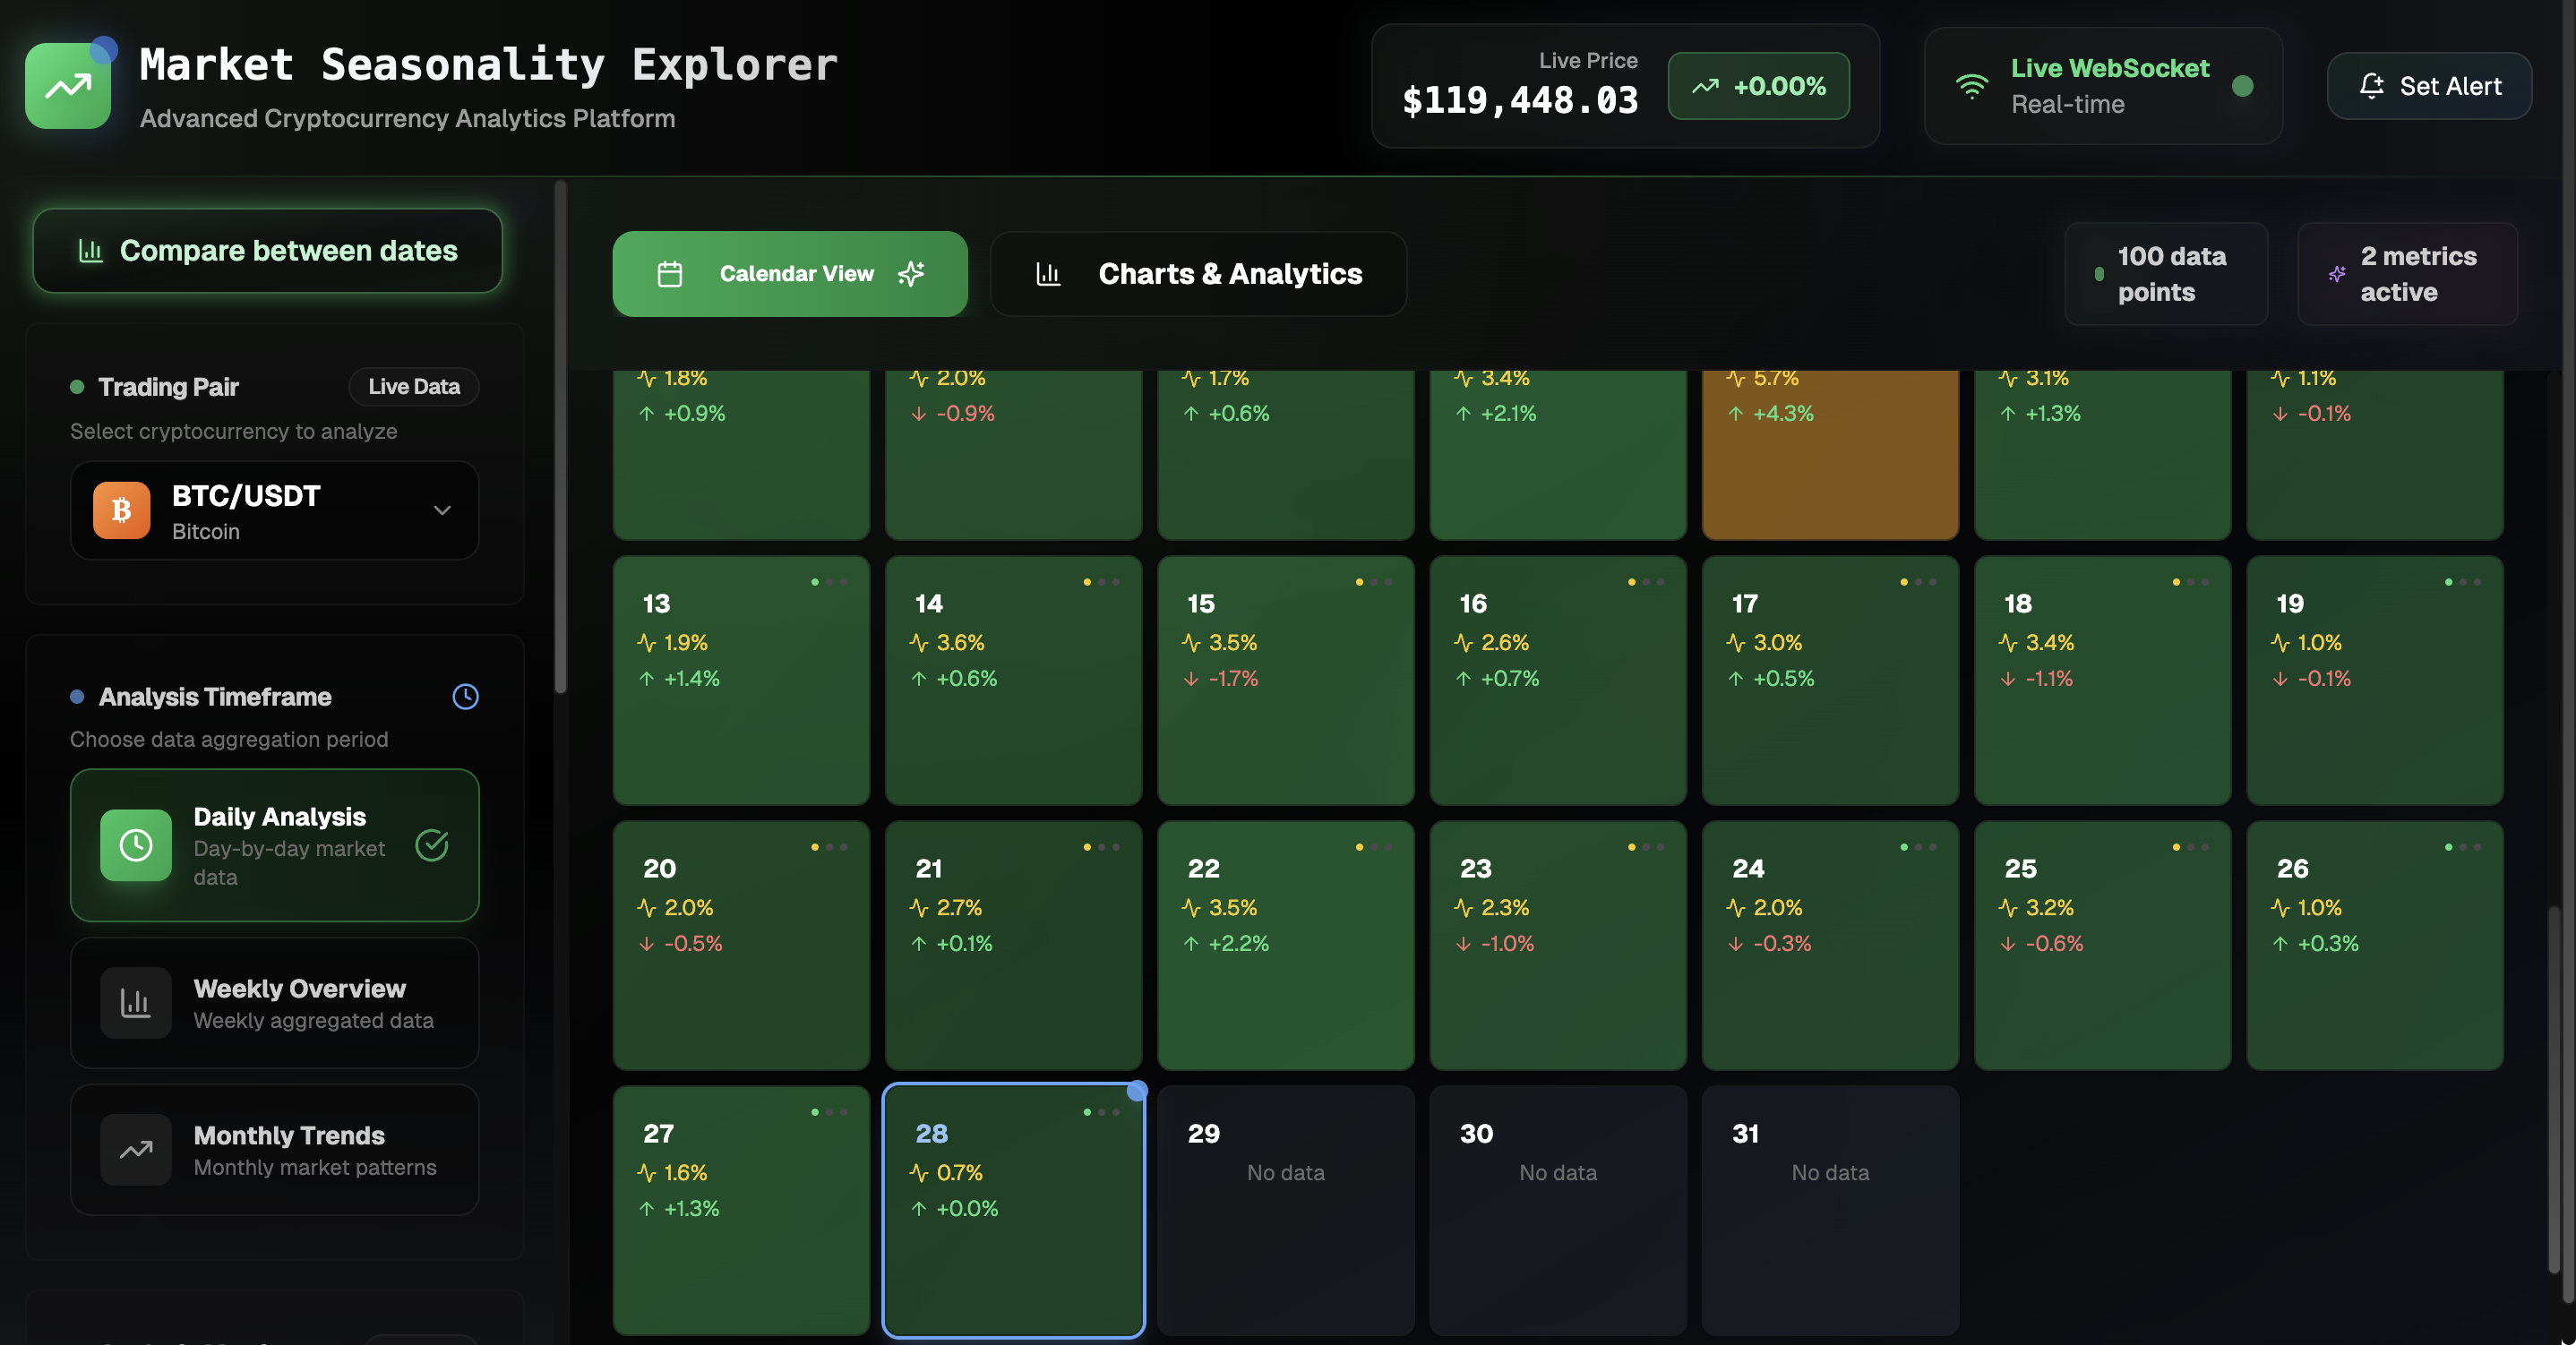 Market Seasonality Explorer
Advanced Cryptocurrency Analytics Platform
Live Price
$119,448.03
+0.00%
Live WebSocket
Real-time
Set Alert
Compare between dates
Trading Pair
Live Data
Select cryptocurrency to analyze
BTC/USDT
Bitcoin
Analysis Timeframe
Choose data aggregation period
Daily Analysis
Day-by-day market
data
Weekly Overview
Weekly aggregated data
Monthly Trends
Monthly market patterns
Calendar View
Charts & Analytics
100 data
points
2 metrics
active
1.8%
+0.9%
2.0%
-0.9%
1.7%
+0.6%
3.4%
+2.1%
5.7%
+4.3%
3.1%
+1.3%
1.1%
-0.1%
13
1.9%
+1.4%
14
3.6%
+0.6%
15
3.5%
-1.7%
16
2.6%
+0.7%
17
3.0%
+0.5%
18
3.4%
-1.1%
19
1.0%
-0.1%
20
2.0%
-0.5%
21
2.7%
+0.1%
22
3.5%
+2.2%
23
2.3%
-1.0%
24
2.0%
-0.3%
25
3.2%
-0.6%
26
1.0%
+0.3%
27
1.6%
+1.3%
28
0.7%
+0.0%
29
No data
30
No data
31
No data